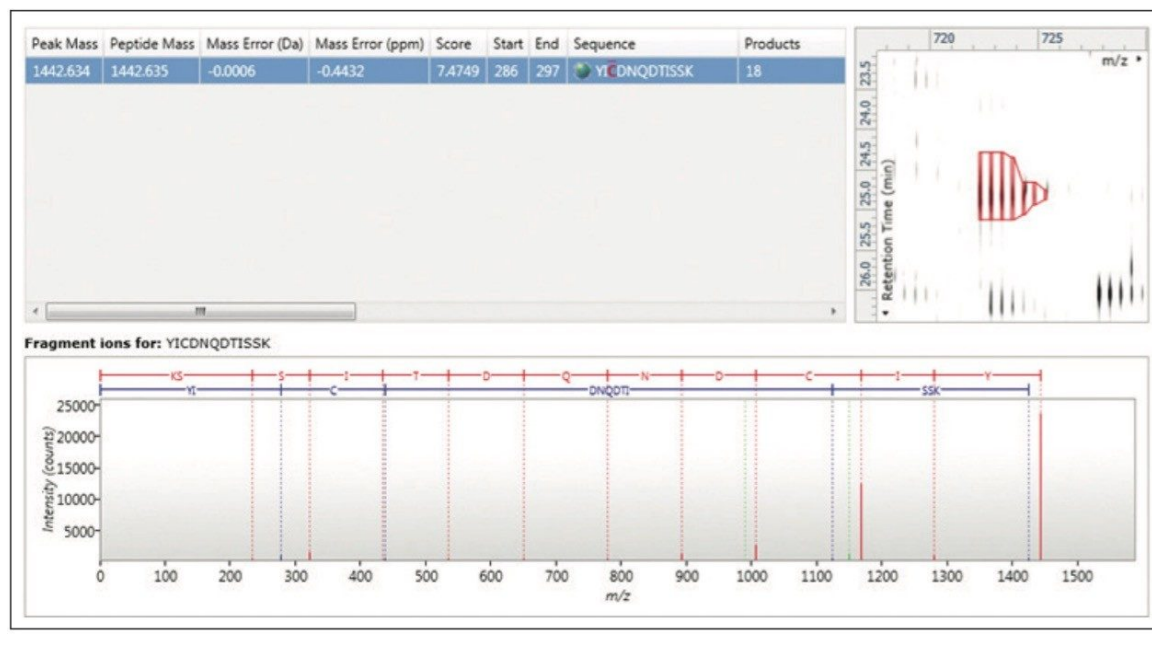 Peak Mass Peptide Mass Mass Error (Da) Mass Error (ppm) Score Start End Sequence Products
1442.634 1442.635 -0.0006 -0.4432 7.4749 286 297 YICDNQDTISSK 18
720 725
m/z
23.5
24.0
24.5
25.0
25.5
26.0
Retention Time (min)
Fragment ions for: YICDNQDTISSK
KS S I T D Q N D C I Y
YI C DNQDTI SSK
25000
20000
15000
10000
5000
Intensity (counts)
0 100 200 300 400 500 600 700 800 900 1000 1100 1200 1300 1400 1500
m/z